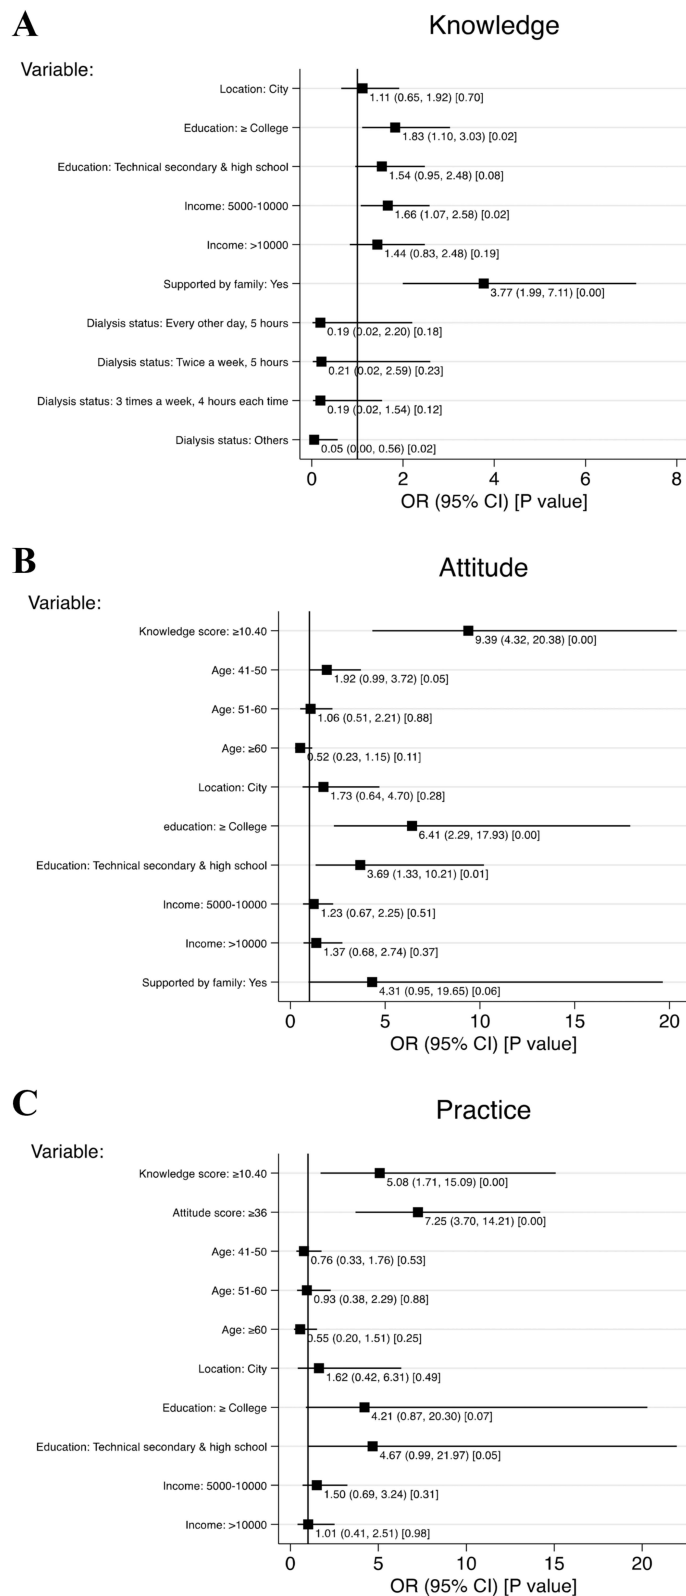 A
Knowledge
Variable:
Location: City
1.11 (0.65, 1.92) [0.70]
Education: ≥ College
1.83 (1.10, 3.03) [0.02]
Education: Technical secondary & high school
1.54 (0.95, 2.48) [0.08]
Income: 5000-10000
1.66 (1.07, 2.58) [0.02]
Income: >10000
1.44 (0.83, 2.48) [0.19]
Supported by family: Yes
3.77 (1.99, 7.11) [0.00]
Dialysis status: Every other day, 5 hours
0.19 (0.02, 2.20) [0.18]
Dialysis status: Twice a week, 5 hours
0.21 (0.02, 2.59) [0.23]
Dialysis status: 3 times a week, 4 hours each time
0.19 (0.02, 1.54) [0.12]
Dialysis status: Others
0.05 (0.00, 0.56) [0.02]
0 2 4 6 8
OR (95% CI) [P value]
B
Attitude
Variable:
Knowledge score: ≥10.40
9.39 (4.32, 20.38) [0.00]
Age: 41-50
1.92 (0.99, 3.72) [0.05]
Age: 51-60
1.06 (0.51, 2.21) [0.88]
Age: ≥60
0.52 (0.23, 1.15) [0.11]
Location: City
1.73 (0.64, 4.70) [0.28]
education: ≥ College
6.41 (2.29, 17.93) [0.00]
Education: Technical secondary & high school
3.69 (1.33, 10.21) [0.01]
Income: 5000-10000
1.23 (0.67, 2.25) [0.51]
Income: >10000
1.37 (0.68, 2.74) [0.37]
Supported by family: Yes
4.31 (0.95, 19.65) [0.06]
0 5 10 15 20
OR (95% CI) [P value]
C
Practice
Variable:
Knowledge score: ≥10.40
5.08 (1.71, 15.09) [0.00]
Attitude score: ≥36
7.25 (3.70, 14.21) [0.00]
Age: 41-50
0.76 (0.33, 1.76) [0.53]
Age: 51-60
0.93 (0.38, 2.29) [0.88]
Age: ≥60
0.55 (0.20, 1.51) [0.25]
Location: City
1.62 (0.42, 6.31) [0.49]
Education: ≥ College
4.21 (0.87, 20.30) [0.07]
Education: Technical secondary & high school
4.67 (0.99, 21.97) [0.05]
Income: 5000-10000
1.50 (0.69, 3.24) [0.31]
Income: >10000
1.01 (0.41, 2.51) [0.98]
0 5 10 15 20
OR (95% CI) [P value]